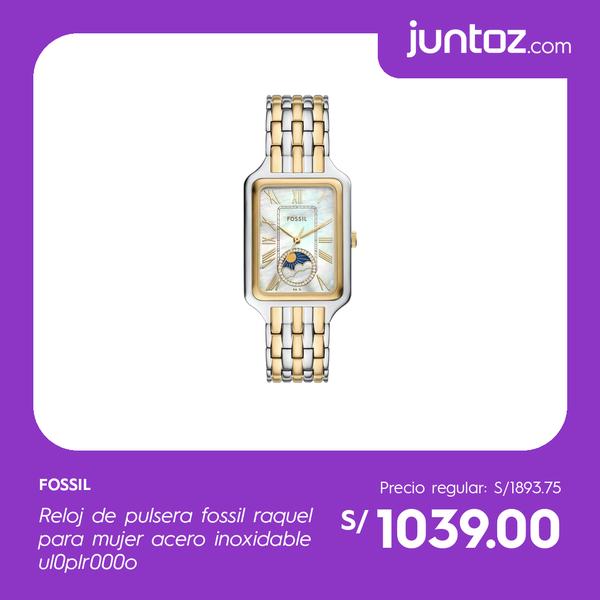 juntoz.com
FOSSIL
FOSSIL
Precio regular: S/1893.75
Reloj de pulsera fossil raquel
para mujer acero inoxidable
ul0plr000o
S/ 1039.00